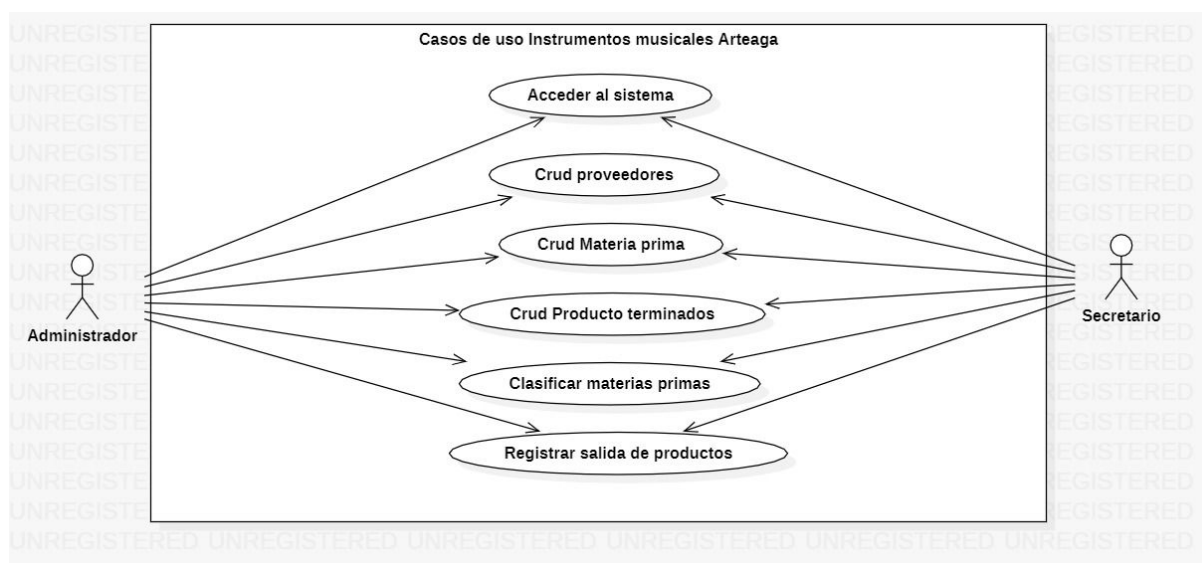 Casos de uso Instrumentos musicales Arteaga
Acceder al sistema
Crud proveedores
Crud Materia prima
Crud Producto terminados
Clasificar materias primas
Registrar salida de productos
Administrador
Secretario
UNREGISTERED UNREGISTERED UNREGISTERED UNREGISTERED UNREGISTERED UNREGISTERED